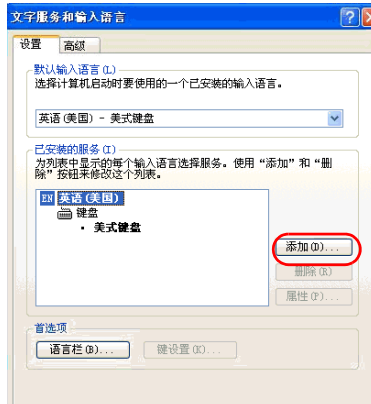 文字服务和输入语言
设置 高级
默认输入语言(L)
选择计算机启动时要使用的一个已安装的输入语言。
英语(美国) - 美式键盘
已安装的服务(I)
为列表中显示的每个输入语言选择服务。使用“添加”和“删
除”按钮来修改这个列表。
EN 英语(美国)
键盘
• 美式键盘
添加(D)...
删除(R)
属性(P)...
首选项
语言栏(B)... 键设置(K)...